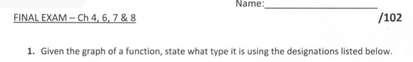 Name:
FINAL EXAM – Ch 4, 6, 7 & 8
/102
1. Given the graph of a function, state what type it is using the designations listed below.